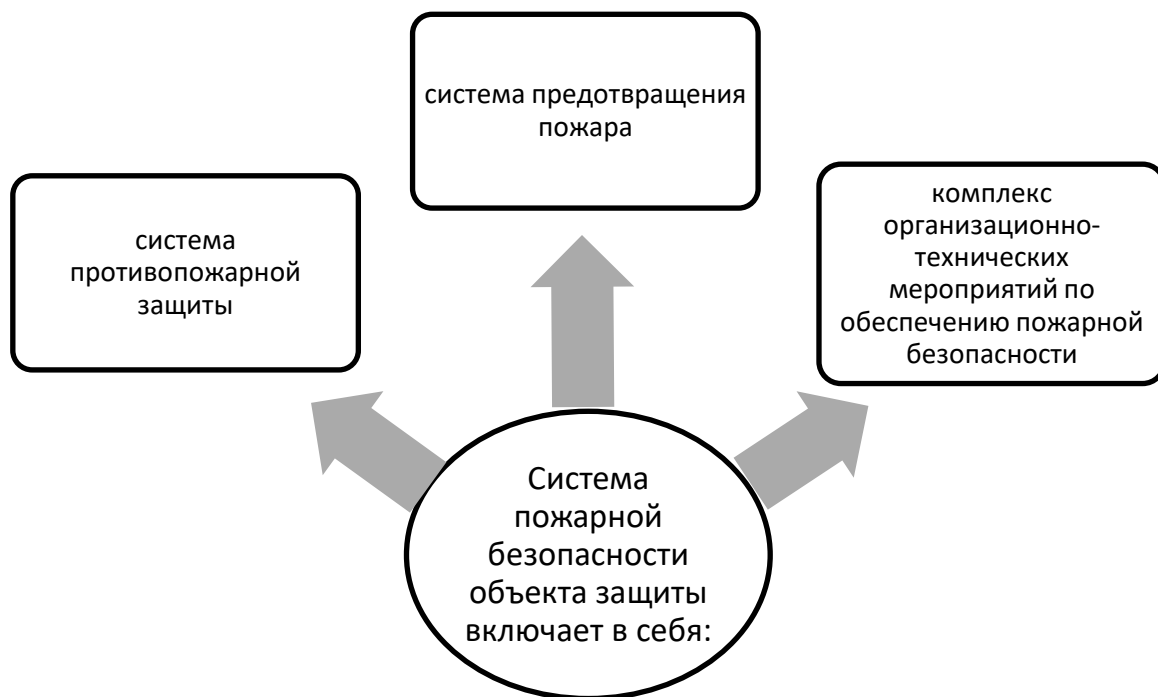 система предотвращения
пожара
система
противопожарной
защиты
комплекс
организационно-
технических
мероприятий по
обеспечению пожарной
безопасности
Система
пожарной
безопасности
объекта защиты
включает в себя: